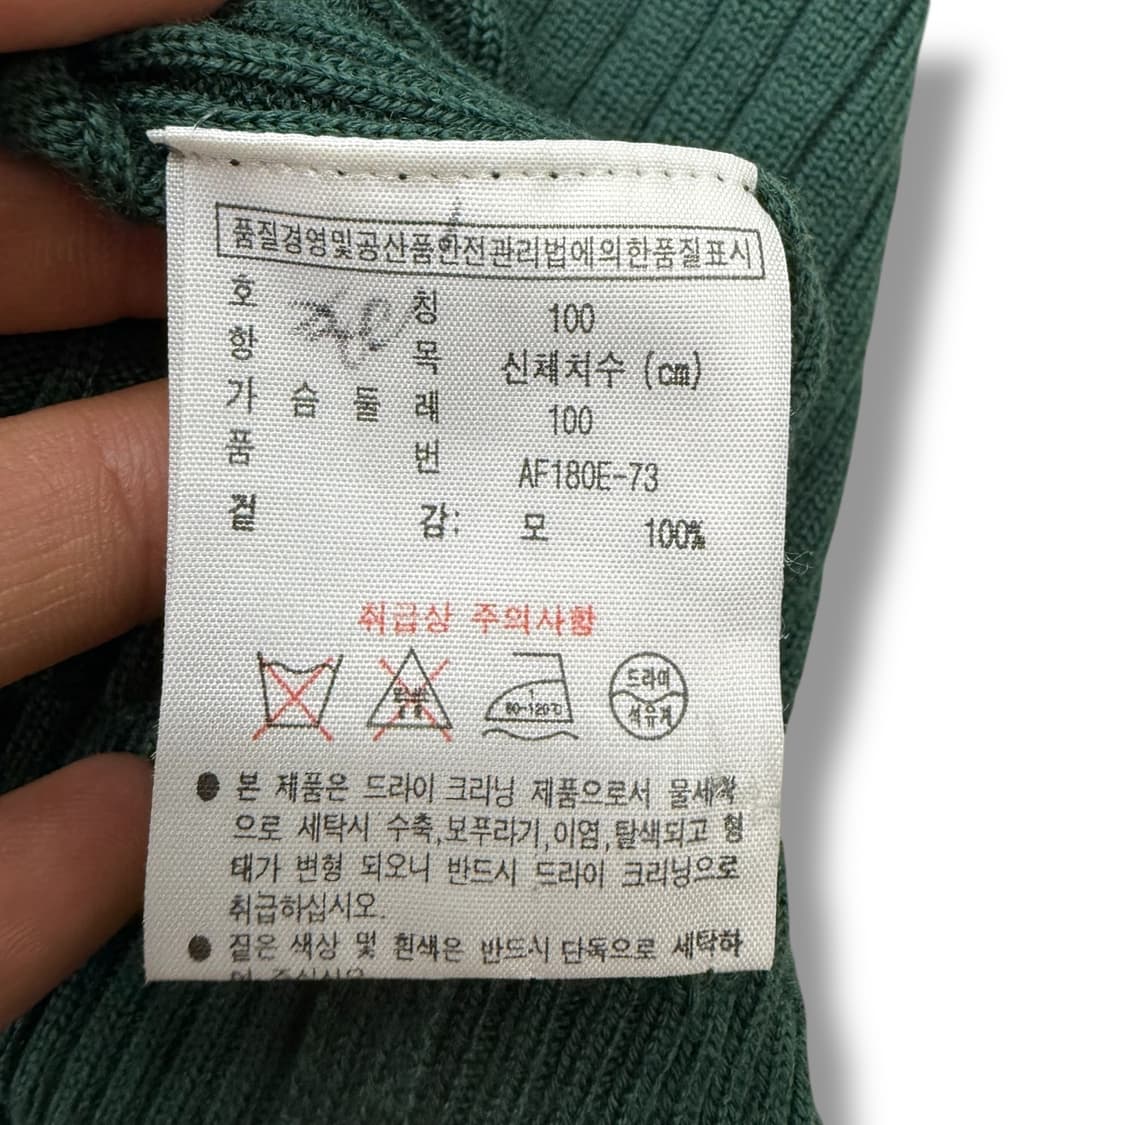 품질경영및공산품안전관리법에의한품질표시
호 칭 100
항 목 신체치수 (cm)
가 슴 둘 레 100
품 번 AF180E-73
겉 감: 모 100%
취급상 주의사항
1
80-120℃
드라이
석유계
● 본 제품은 드라이 크리닝 제품으로서 물세탁
으로 세탁시 수축,보푸라기,이염,탈색되고 형
태가 변형 되오니 반드시 드라이 크리닝으로
취급하십시오.
● 짙은 색상 및 흰색은 반드시 단독으로 세탁하